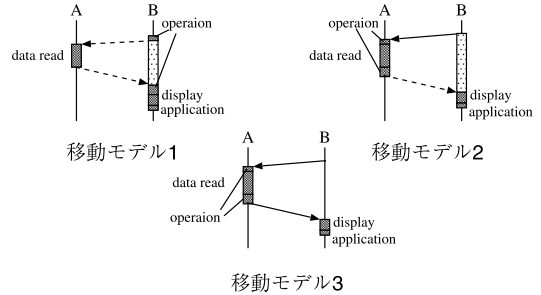 A B
operaion
data read
display
application
移動モデル1
A B
operaion
data read
display
application
移動モデル2
A B
data read
operaion
display
application
移動モデル3